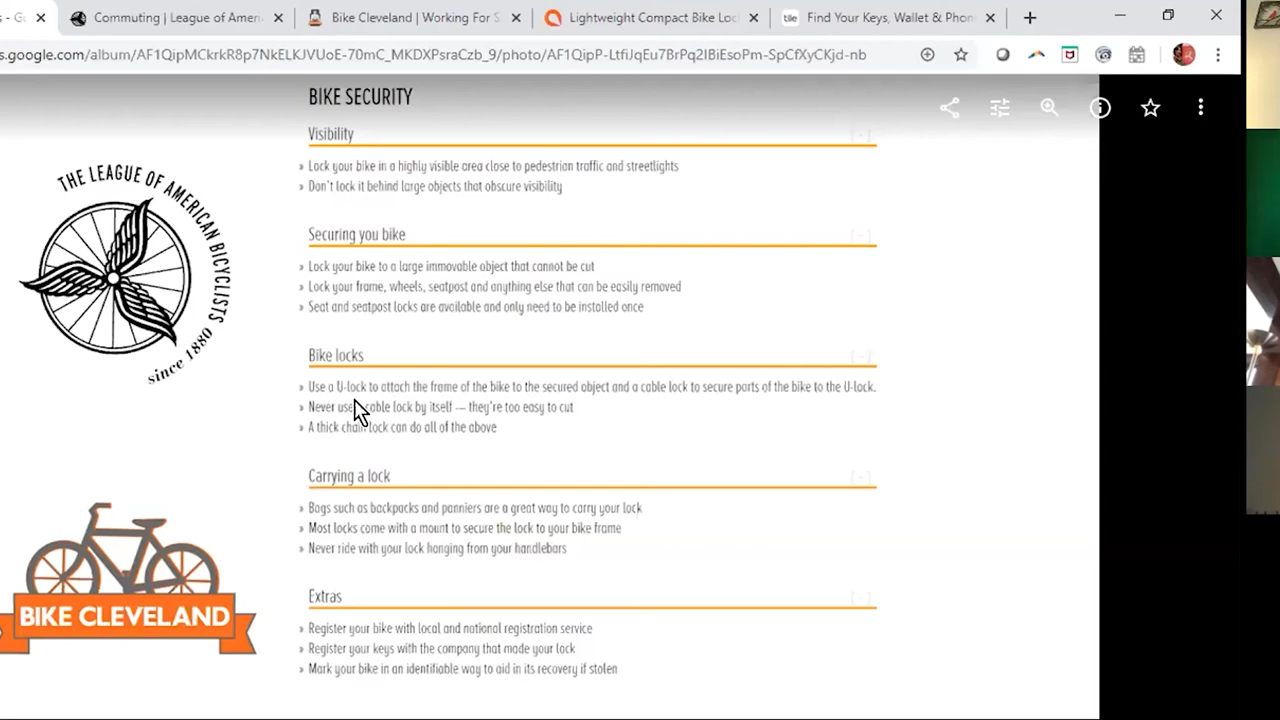 - G
Commuting | League of Ameri
Bike Cleveland | Working For S
Lightweight Compact Bike Loc
tile
Find Your Keys, Wallet & Phon
s.google.com/album/AF1QipMCkrkR8p7NkELKJVUoE-70mC_MKDXPsraCzb_9/photo/AF1QipP-LtfiJqEu7BrPq2IBiEsoPm-SpCfXyCKjd-nb
BIKE SECURITY
Visibility
» Lock your bike in a highly visible area close to pedestrian traffic and streetlights
» Don't lock it behind large objects that obscure visibility
Securing you bike
» Lock your bike to a large immovable object that cannot be cut
» Lock your frame, wheels, seatpost and anything else that can be easily removed
» Seat and seatpost locks are available and only need to be installed once
Bike locks
» Use a U-lock to attach the frame of the bike to the secured object and a cable lock to secure parts of the bike to the U-lock.
» Never use cable lock by itself — they're too easy to cut
» A thick chain lock can do all of the above
Carrying a lock
» Bags such as backpacks and panniers are a great way to carry your lock
» Most locks come with a mount to secure the lock to your bike frame
» Never ride with your lock hanging from your handlebars
Extras
» Register your bike with local and national registration service
» Register your keys with the company that made your lock
» Mark your bike in an identifiable way to aid in its recovery if stolen
THE LEAGUE OF AMERICAN BICYCLISTS
since 1880
BIKE CLEVELAND